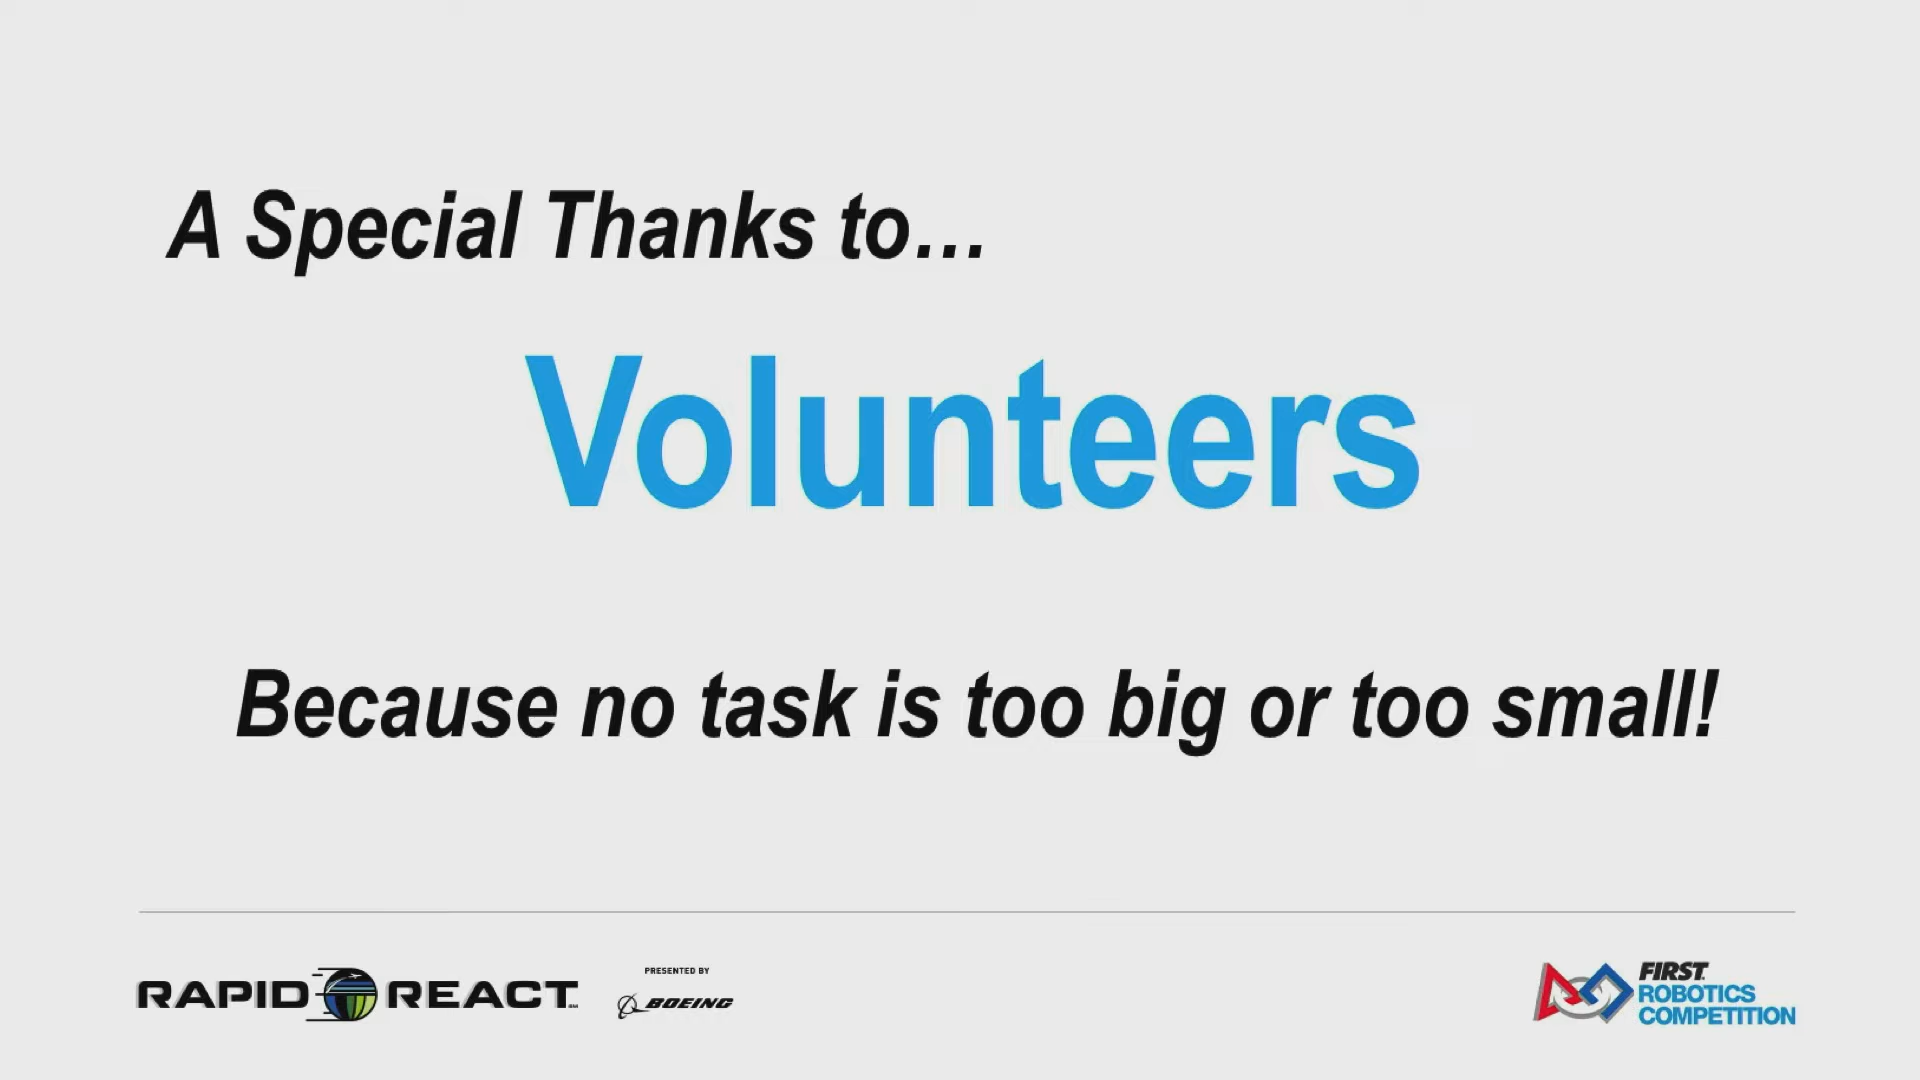 A Special Thanks to…
Volunteers
Because no task is too big or too small!
RAPID REACT
PRESENTED BY
BOEING
FIRST
ROBOTICS
COMPETITION